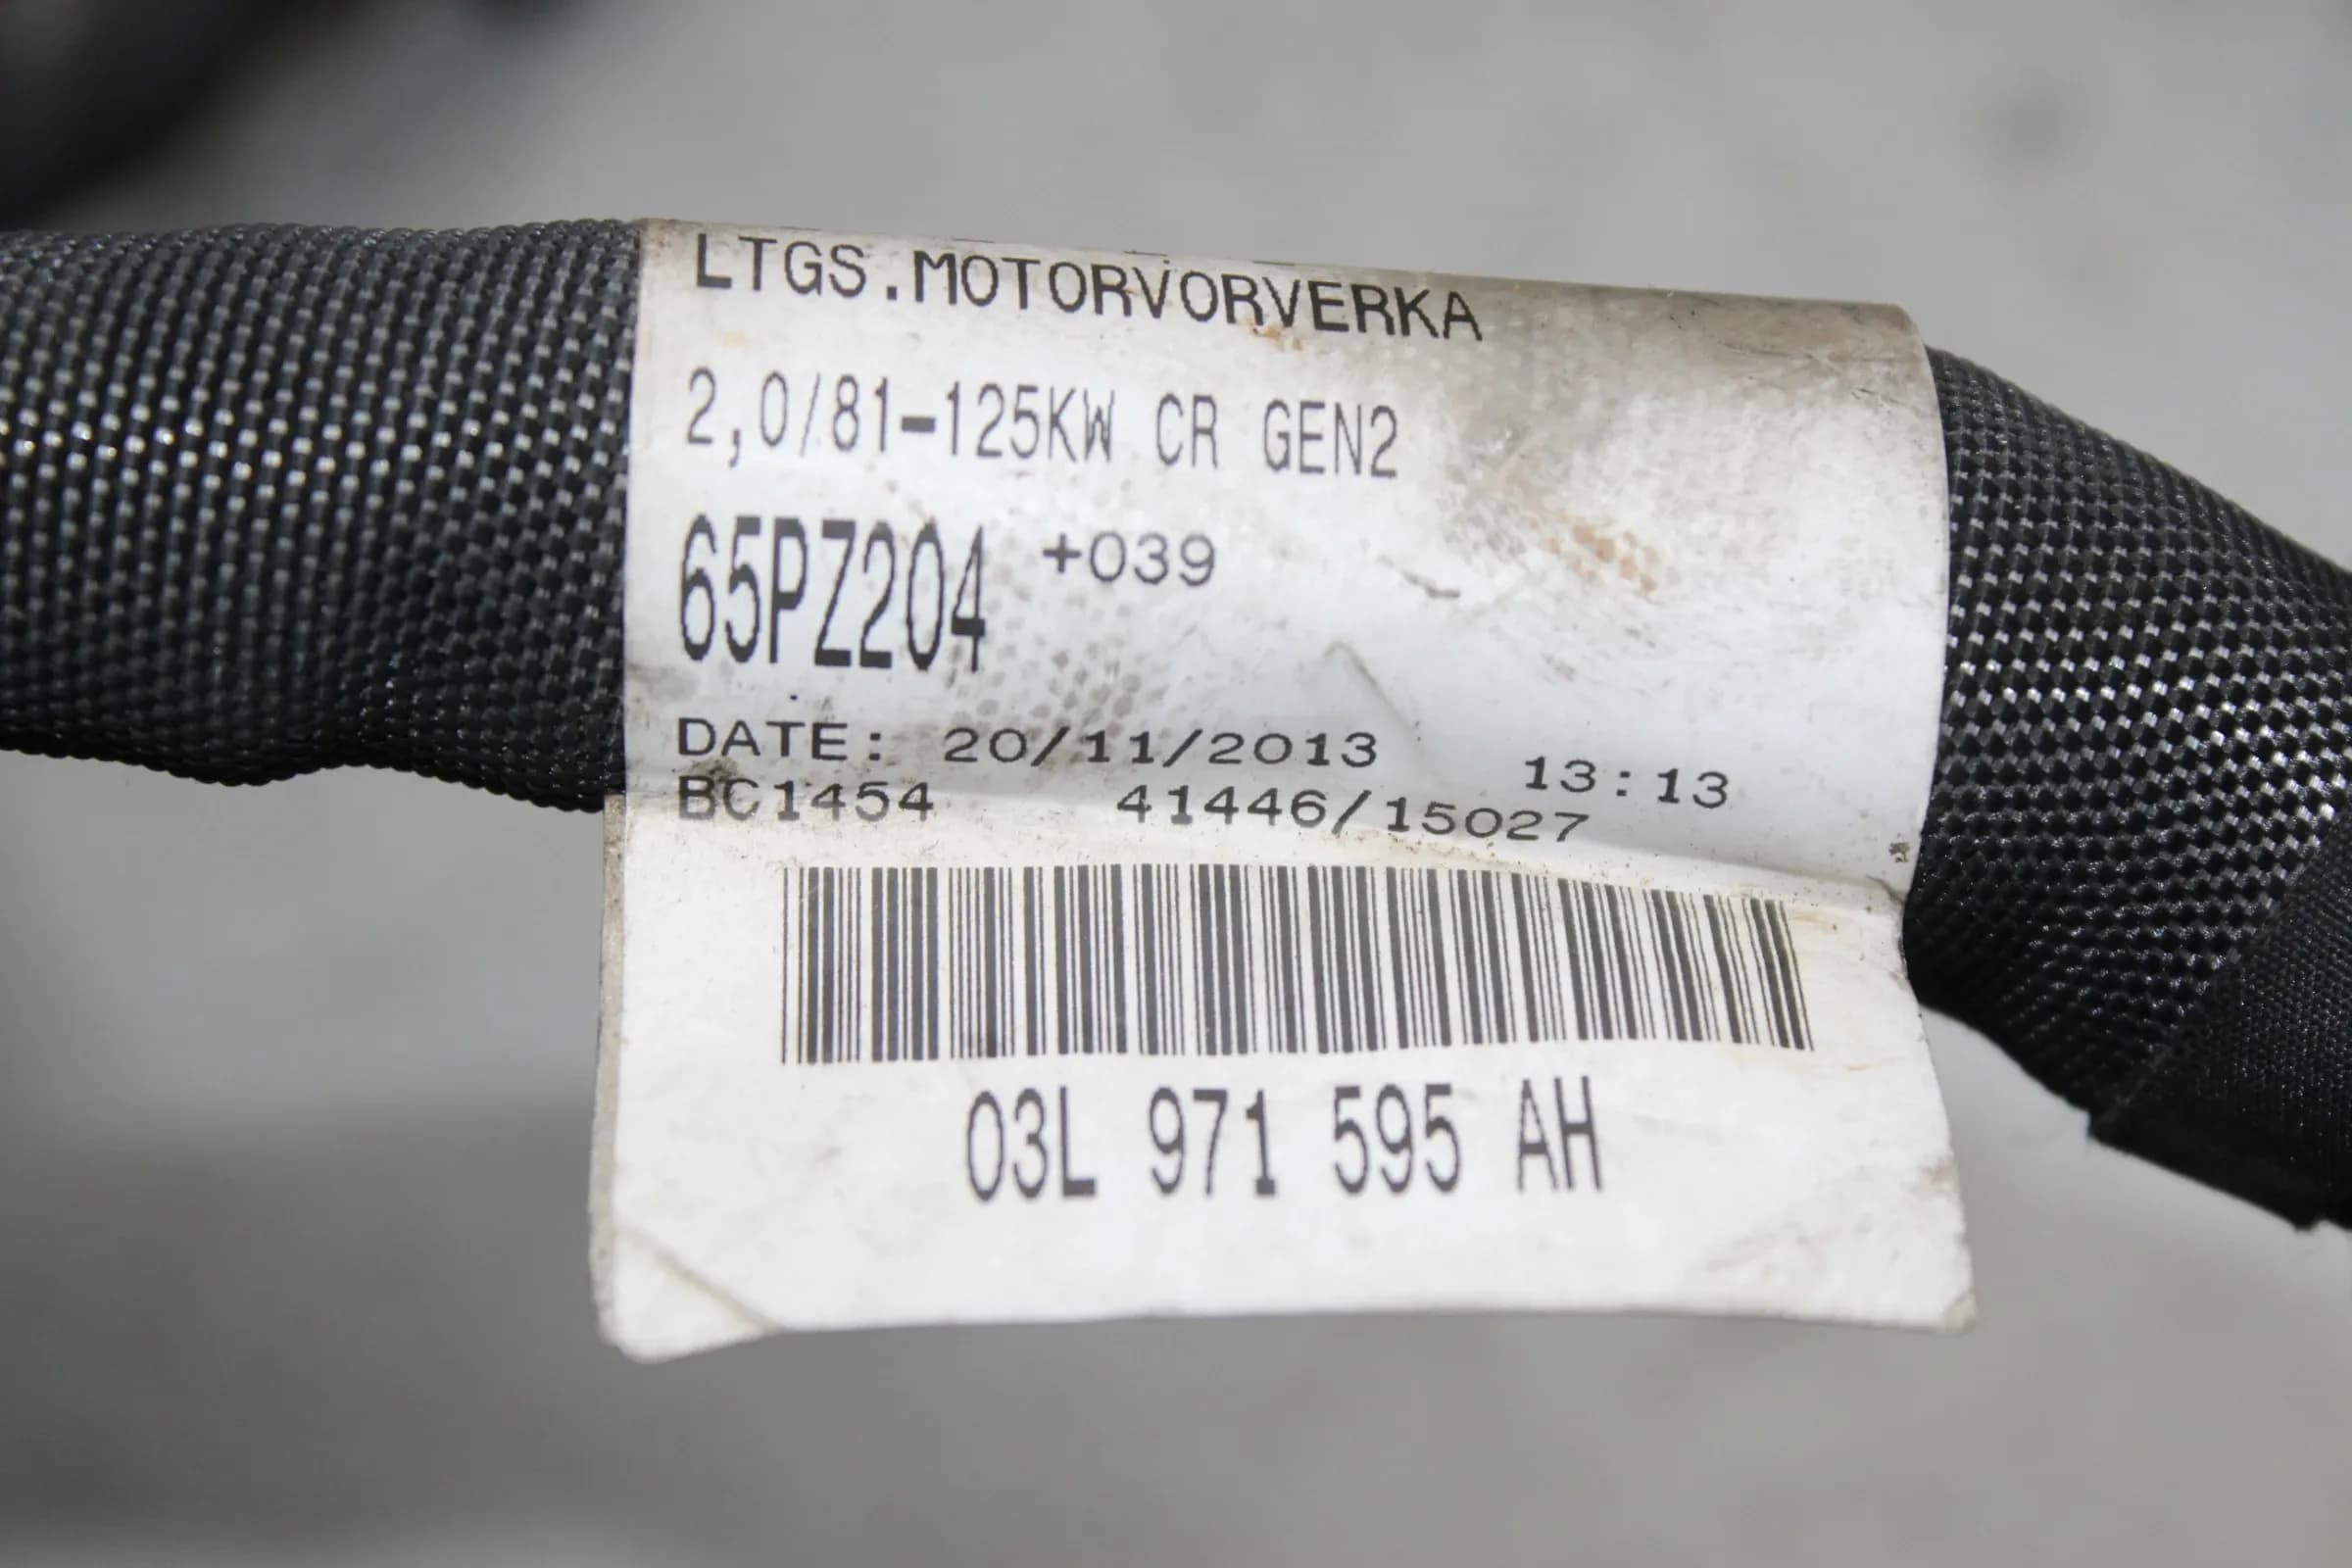 LTGS.MOTORVORVERKA
2,0/81-125KW CR GEN2
65PZ204 +039
DATE: 20/11/2013 13:13
BC1454 41446/15027
03L 971 595 AH